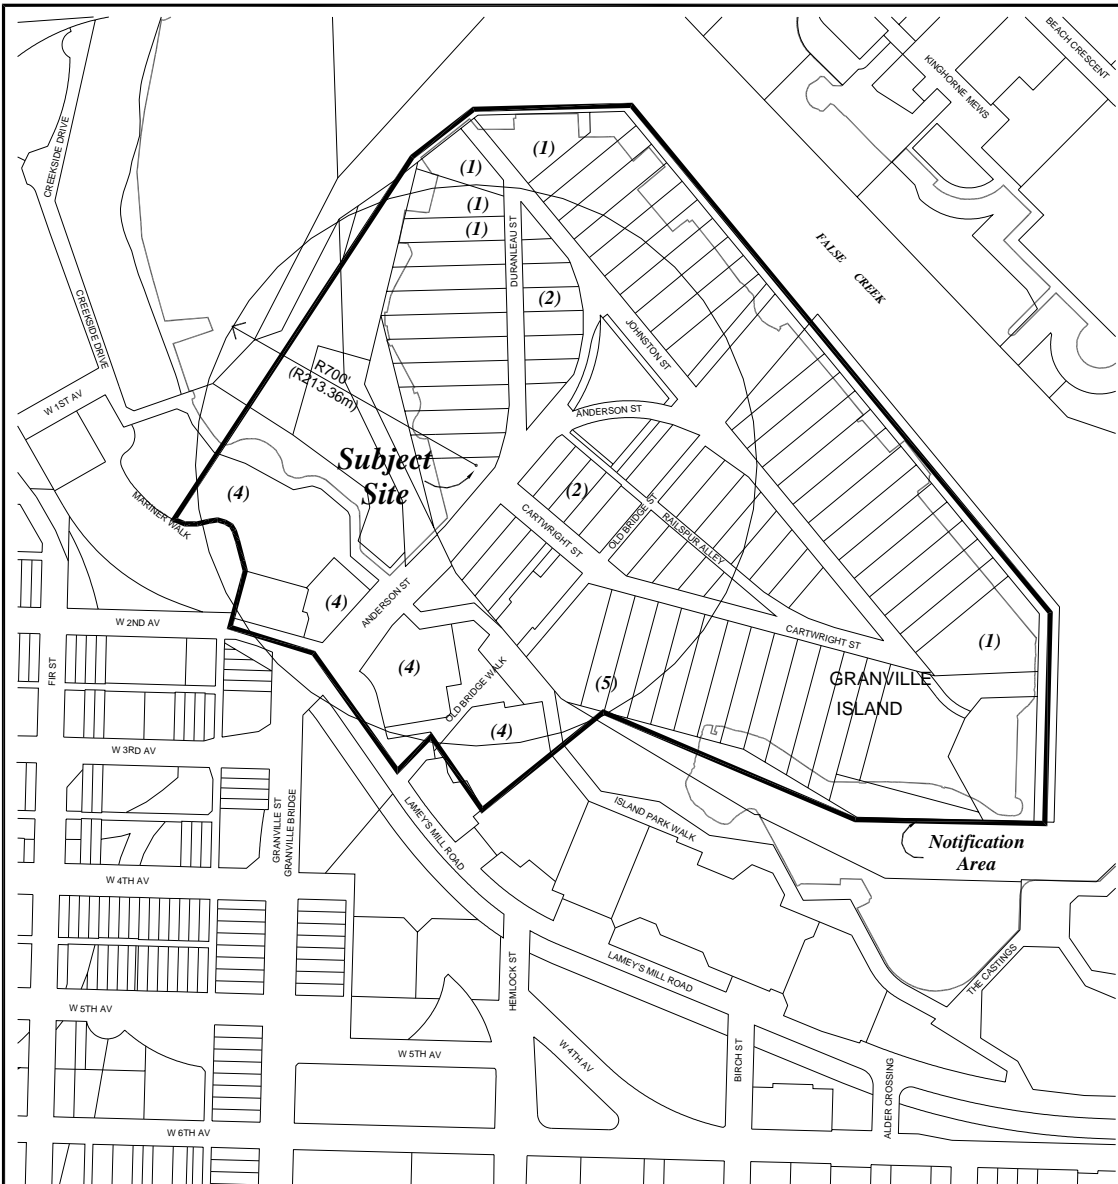 BEACH CRESCENT
KINGHORNE MEWS
CREEKSIDE DRIVE
(1)
(1)
(1)
(1)
DURANLEAU ST
FALSE CREEK
(2)
CREEKSIDE DRIVE
JOHNSTON ST
R700'
(R213.36m)
W 1ST AV
ANDERSON ST
Subject
Site
(4)
MARINER WALK
(2)
CARTWRIGHT ST
OLD BRIDGE ST
RAILSPUR ALLEY
ANDERSON ST
(4)
W 2ND AV
CARTWRIGHT ST
(1)
FIR ST
(4)
OLD BRIDGE WALK
(5)
GRANVILLE
ISLAND
(4)
W 3RD AV
GRANVILLE ST
GRANVILLE BRIDGE
LAMEY'S MILL ROAD
ISLAND PARK WALK
Notification
Area
W 4TH AV
LAMEY'S MILL ROAD
THE CASTINGS
HEMLOCK ST
W 5TH AV
W 5TH AV
W 4TH AV
BIRCH ST
ALDER CROSSING
W 6TH AV